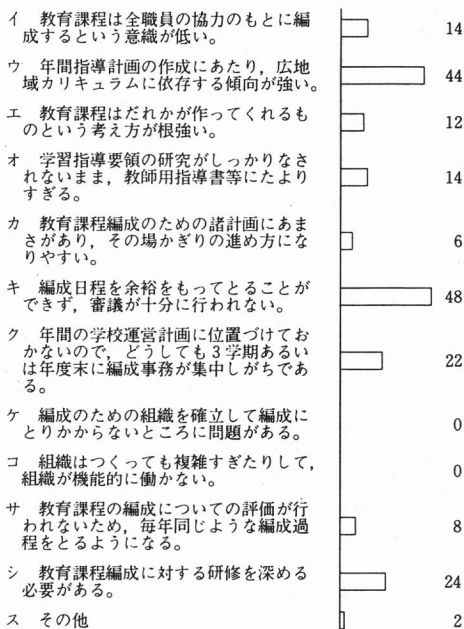 イ　教育課程は全職員の協力のもとに編　14
成するという意識が低い。
ウ　年間指導計画の作成にあたり，広地　44
域カリキュラムに依存する傾向が強い。
エ　教育課程はだれかが作ってくれるも　12
のという考え方が根強い。
オ　学習指導要領の研究がしっかりなさ　14
れないまま，教師用指導書等にたより
すぎる。
カ　教育課程編成のための諸計画にあま　6
さがあり，その場かぎりの進め方にな
りやすい。
キ　編成日程を余裕をもってとることが　48
できず，審議が十分に行われない。
ク　年間の学校運営計画に位置づけてお　22
かないので，どうしても3学期あるい
は年度末に編成事務が集中しがちであ
る。
ケ　編成のための組織を確立して編成に　0
とりかからないところに問題がある。
コ　組織はつくっても複雑すぎたりして，　0
組織が機能的に働かない。
サ　教育課程の編成についての評価が行　8
われないため，毎年同じような編成過
程をとるようになる。
シ　教育課程編成に対する研修を深める　24
必要がある。
ス　その他　2